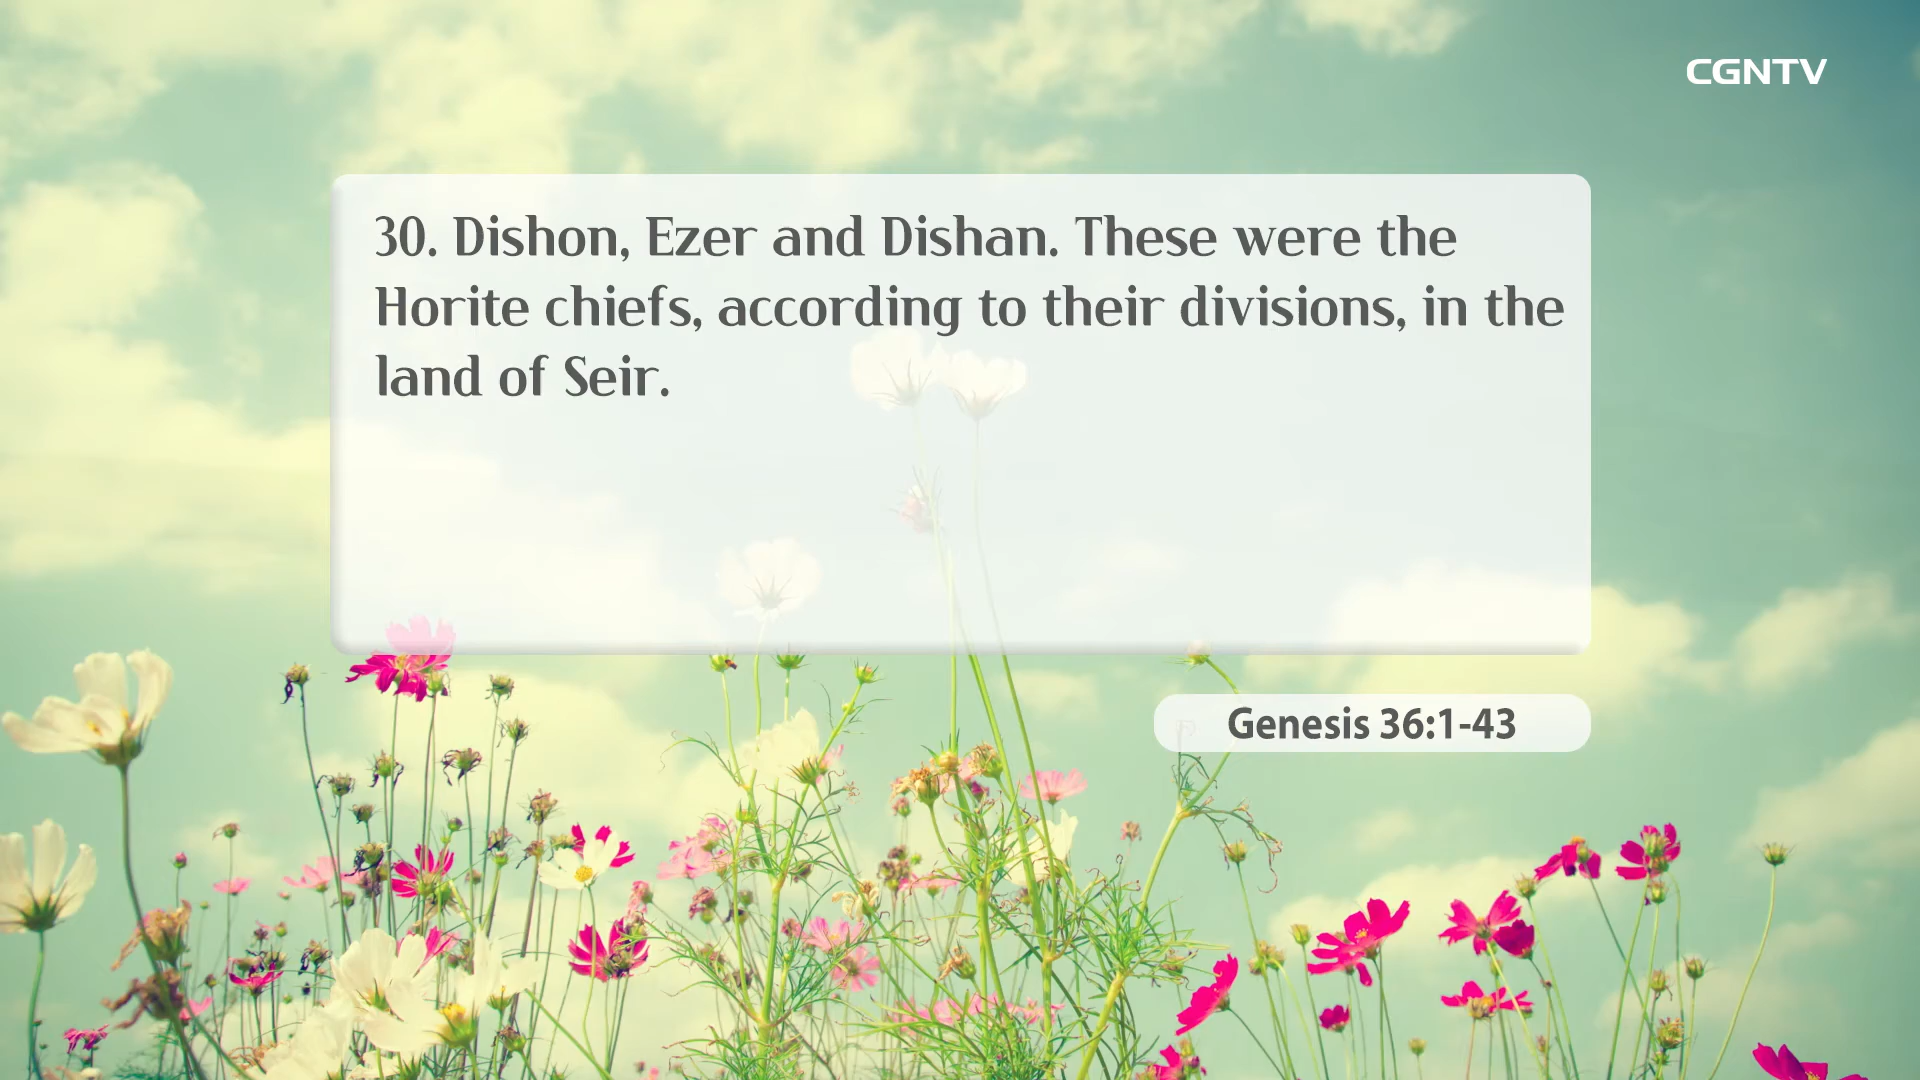 CGNTV
30. Dishon, Ezer and Dishan. These were the
Horite chiefs, according to their divisions, in the
land of Seir.
Genesis 36:1-43